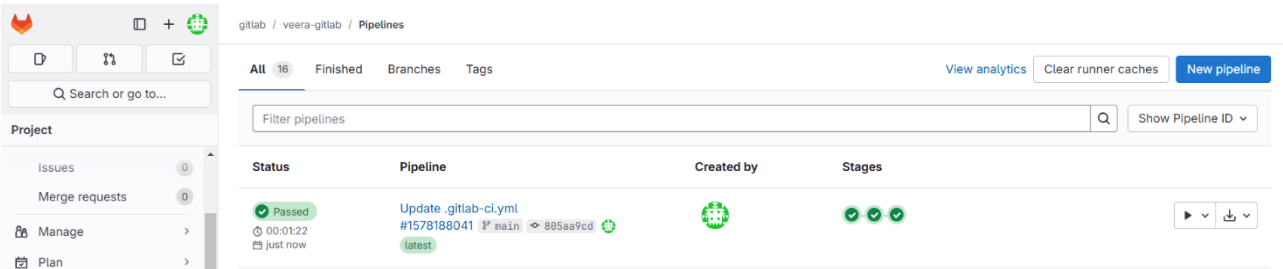 gitlab / veera-gitlab / Pipelines
All 16 Finished Branches Tags
View analytics Clear runner caches New pipeline
Search or go to...
Filter pipelines
Show Pipeline ID
Project
Issues 0
Merge requests 0
Manage
Plan
Status Pipeline Created by Stages
Passed
00:01:22
just now
Update .gitlab-ci.yml
#1578188041 main 805aa9cd
latest